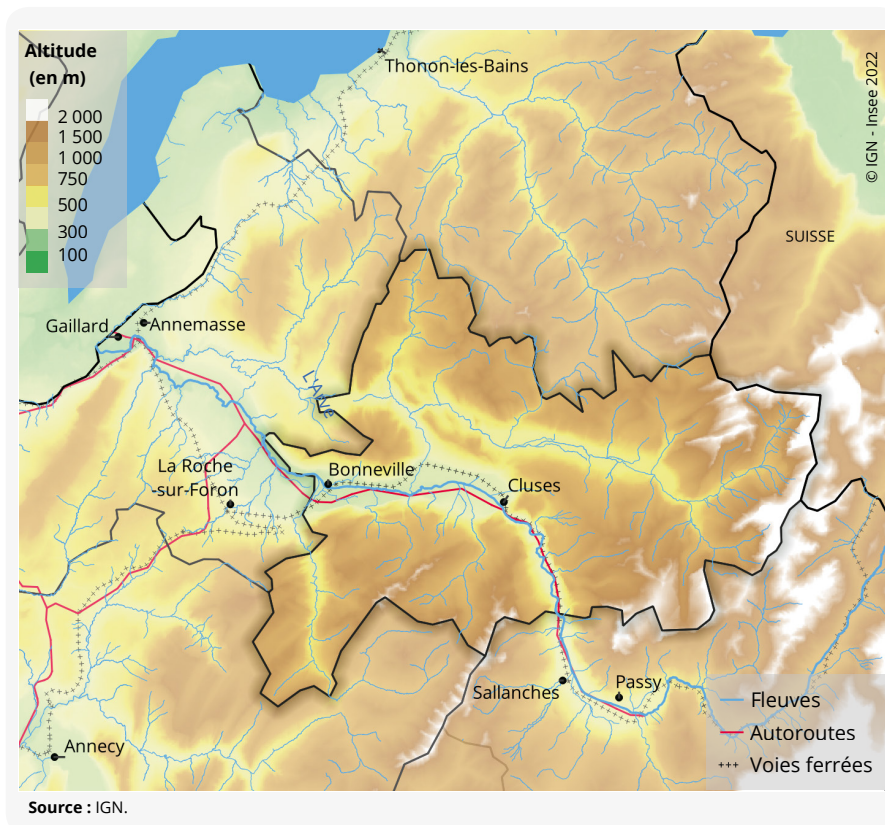 Altitude
(en m)
2 000
1 500
1 000
750
500
300
100
Thonon-les-Bains
© IGN - Insee 2022
SUISSE
Gaillard
Annemasse
L'Arve
La Roche
-sur-Foron
Bonneville
Cluses
Sallanches
Passy
Annecy
Fleuves
Autoroutes
Voies ferrées
Source : IGN.